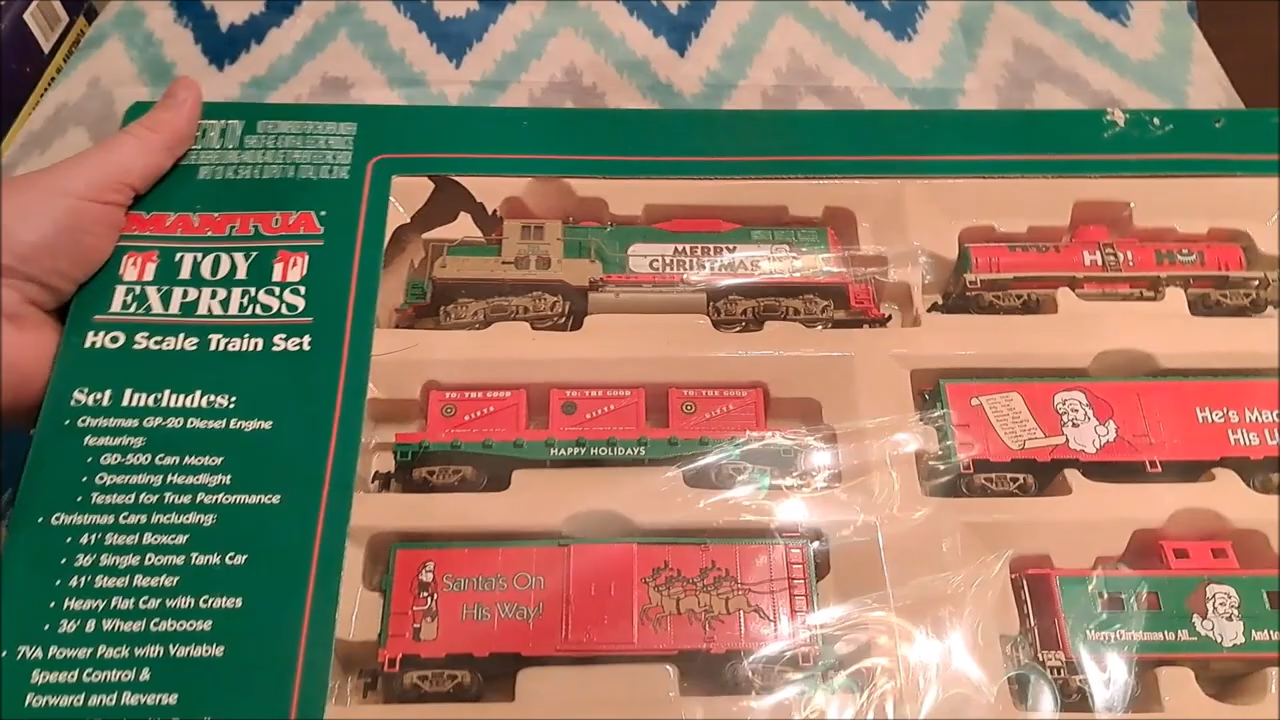 MANTUA
TOY
EXPRESS
HO Scale Train Set
Set Includes:
• Christmas GP-20 Diesel Engine
featuring:
• GD-500 Can Motor
• Operating Headlight
• Tested for True Performance
• Christmas Cars including:
• 41' Steel Boxcar
• 36' Single Dome Tank Car
• 41' Steel Reefer
• Heavy Flat Car with Crates
• 36' 8 Wheel Caboose
• 7VA Power Pack with Variable
Speed Control &
Forward and Reverse
MERRY
CHRISTMAS
HO!
TO: THE GOOD
GIFTS
TO: THE GOOD
GIFTS
TO: THE GOOD
GIFTS
HAPPY HOLIDAYS
He's Mad
His Li
Santa's On
His Way!
Merry Christmas to All...
And to